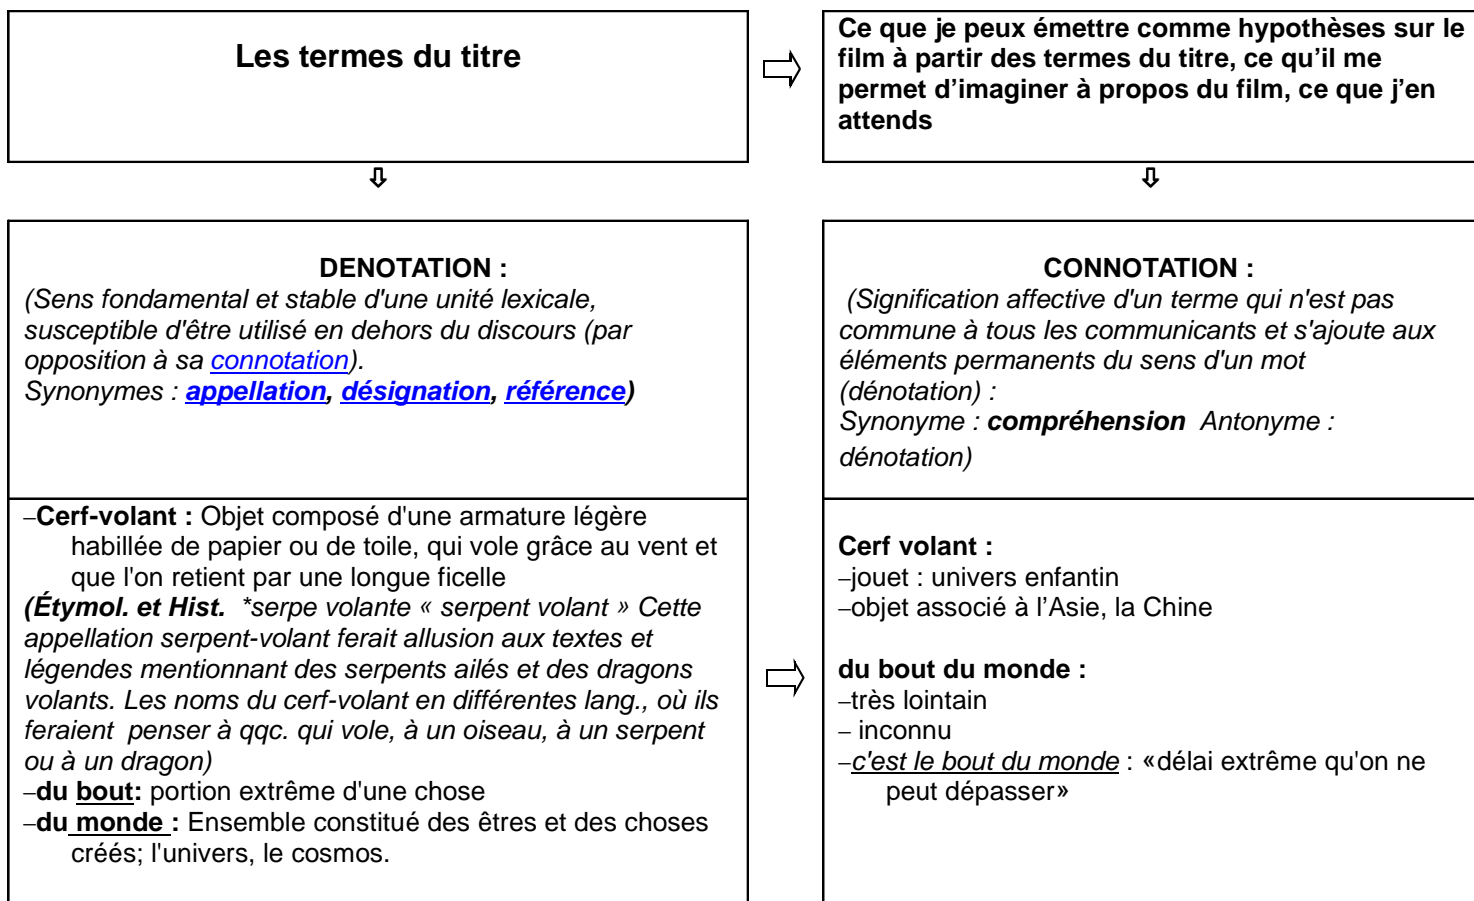 Les termes du titre
Ce que je peux émettre comme hypothèses sur le
film à partir des termes du titre, ce qu'il me
permet d'imaginer à propos du film, ce que j'en
attends
DENOTATION :
(Sens fondamental et stable d'une unité lexicale,
susceptible d'être utilisé en dehors du discours (par
opposition à sa connotation).
Synonymes : appellation, désignation, référence)
CONNOTATION :
(Signification affective d'un terme qui n'est pas
commune à tous les communicants et s'ajoute aux
éléments permanents du sens d'un mot
(dénotation) :
Synonyme : compréhension Antonyme :
dénotation)
–Cerf-volant : Objet composé d'une armature légère
habillée de papier ou de toile, qui vole grâce au vent et
que l'on retient par une longue ficelle
(Étymol. et Hist. *serpe volante « serpent volant » Cette
appellation serpent-volant ferait allusion aux textes et
légendes mentionnant des serpents ailés et des dragons
volants. Les noms du cerf-volant en différentes lang., où ils
feraient penser à qqc. qui vole, à un oiseau, à un serpent
ou à un dragon)
–du bout: portion extrême d'une chose
–du monde : Ensemble constitué des êtres et des choses
créés; l'univers, le cosmos.
Cerf volant :
–jouet : univers enfantin
–objet associé à l'Asie, la Chine
du bout du monde :
–très lointain
– inconnu
–c'est le bout du monde : «délai extrême qu'on ne
peut dépasser»